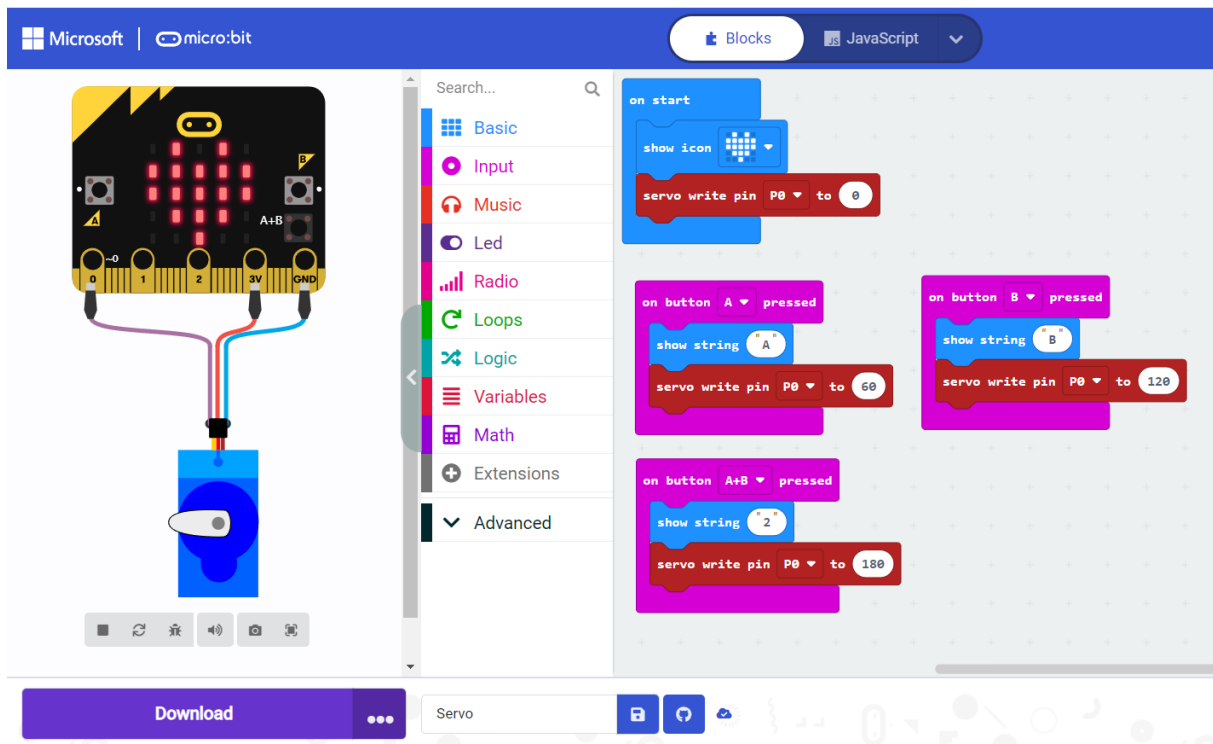 Microsoft micro:bit
Blocks
JavaScript
Search...
Basic
Input
Music
Led
Radio
Loops
Logic
Variables
Math
Extensions
Advanced
B
A
A+B
~0
0 1 2 3V GND
on start
show icon
servo write pin P0 to 0
on button A pressed
show string "A"
servo write pin P0 to 60
on button B pressed
show string "B"
servo write pin P0 to 120
on button A+B pressed
show string "2"
servo write pin P0 to 180
Download
Servo